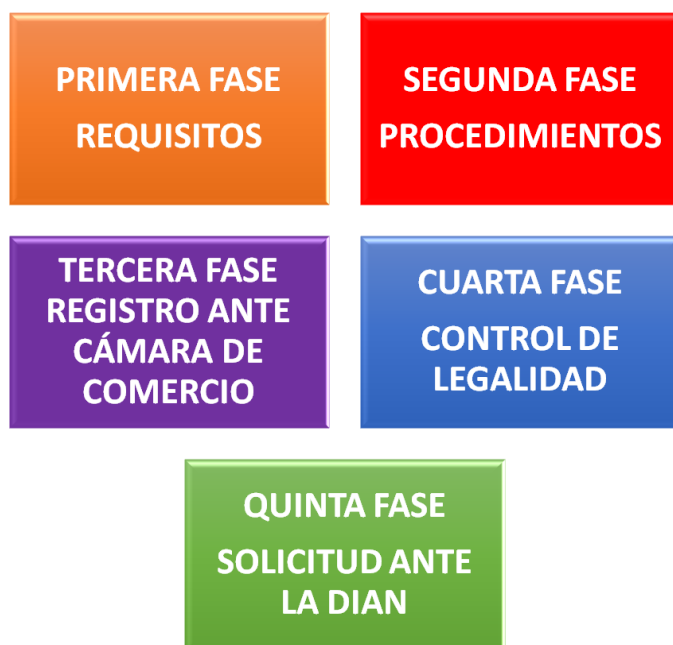 PRIMERA FASE
REQUISITOS
SEGUNDA FASE
PROCEDIMIENTOS
TERCERA FASE
REGISTRO ANTE
CÁMARA DE
COMERCIO
CUARTA FASE
CONTROL DE
LEGALIDAD
QUINTA FASE
SOLICITUD ANTE
LA DIAN